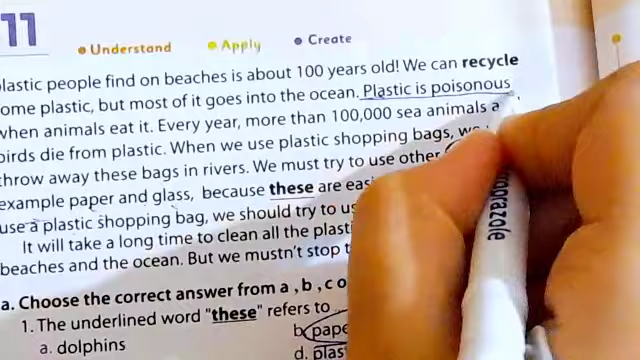 11
Understand Apply Create
plastic people find on beaches is about 100 years old! We can recycle
ome plastic, but most of it goes into the ocean. Plastic is poisonous
when animals eat it. Every year, more than 100,000 sea animals a
birds die from plastic. When we use plastic shopping bags, we
throw away these bags in rivers. We must try to use other
example paper and glass, because these are eas
use a plastic shopping bag, we should try to us
It will take a long time to clean all the plasti
beaches and the ocean. But we mustn't stop t
a. Choose the correct answer from a , b , c o
1. The underlined word "these" refers to
a. dolphins
b. pape
d. plas
prazole